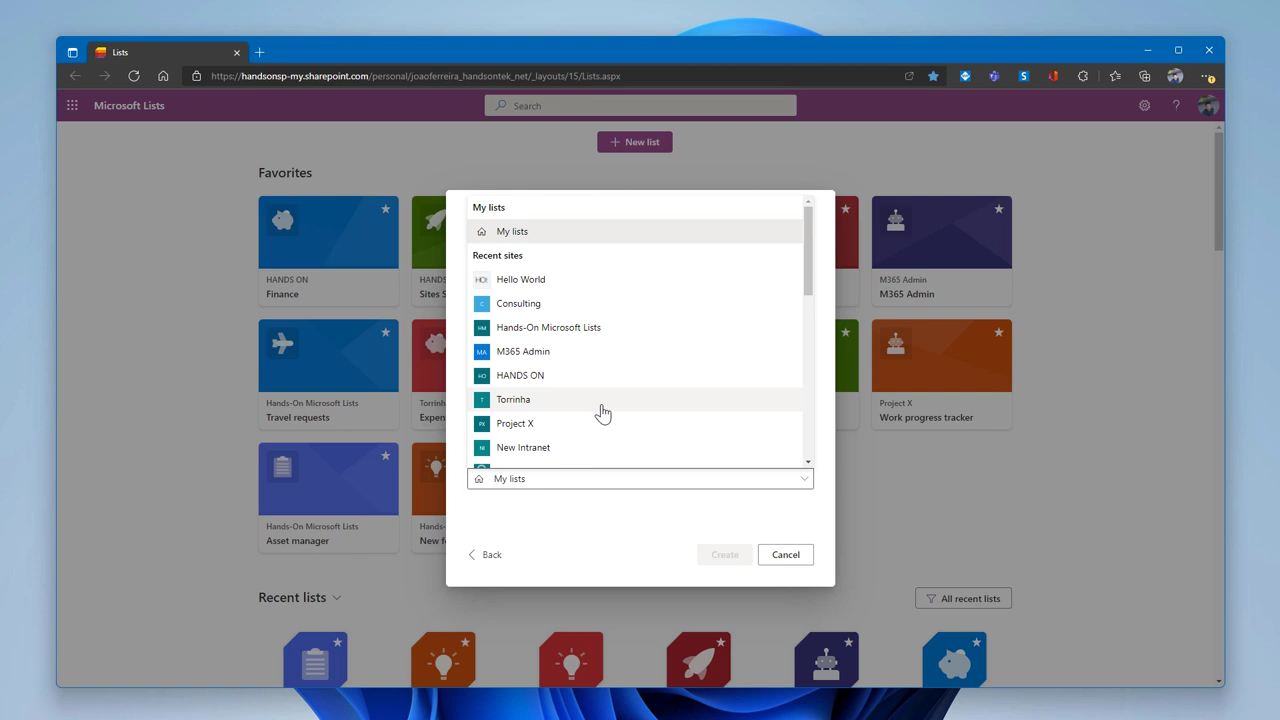 Lists
https://handsonsp-my.sharepoint.com/personal/joaoferreira_handsontek_net/_layouts/15/Lists.aspx
Microsoft Lists
Search
New list
Favorites
HANDS ON
Finance
HANDS
Sites S
M365 Admin
M365 Admin
Hands-On Microsoft Lists
Travel requests
Torrinh
Expen
Project X
Work progress tracker
Hands-On Microsoft Lists
Asset manager
Hands-
New f
My lists
My lists
Recent sites
HO!
Hello World
C
Consulting
HM
Hands-On Microsoft Lists
MA
M365 Admin
HO
HANDS ON
T
Torrinha
PX
Project X
NI
New Intranet
My lists
Back
Create
Cancel
Recent lists
All recent lists